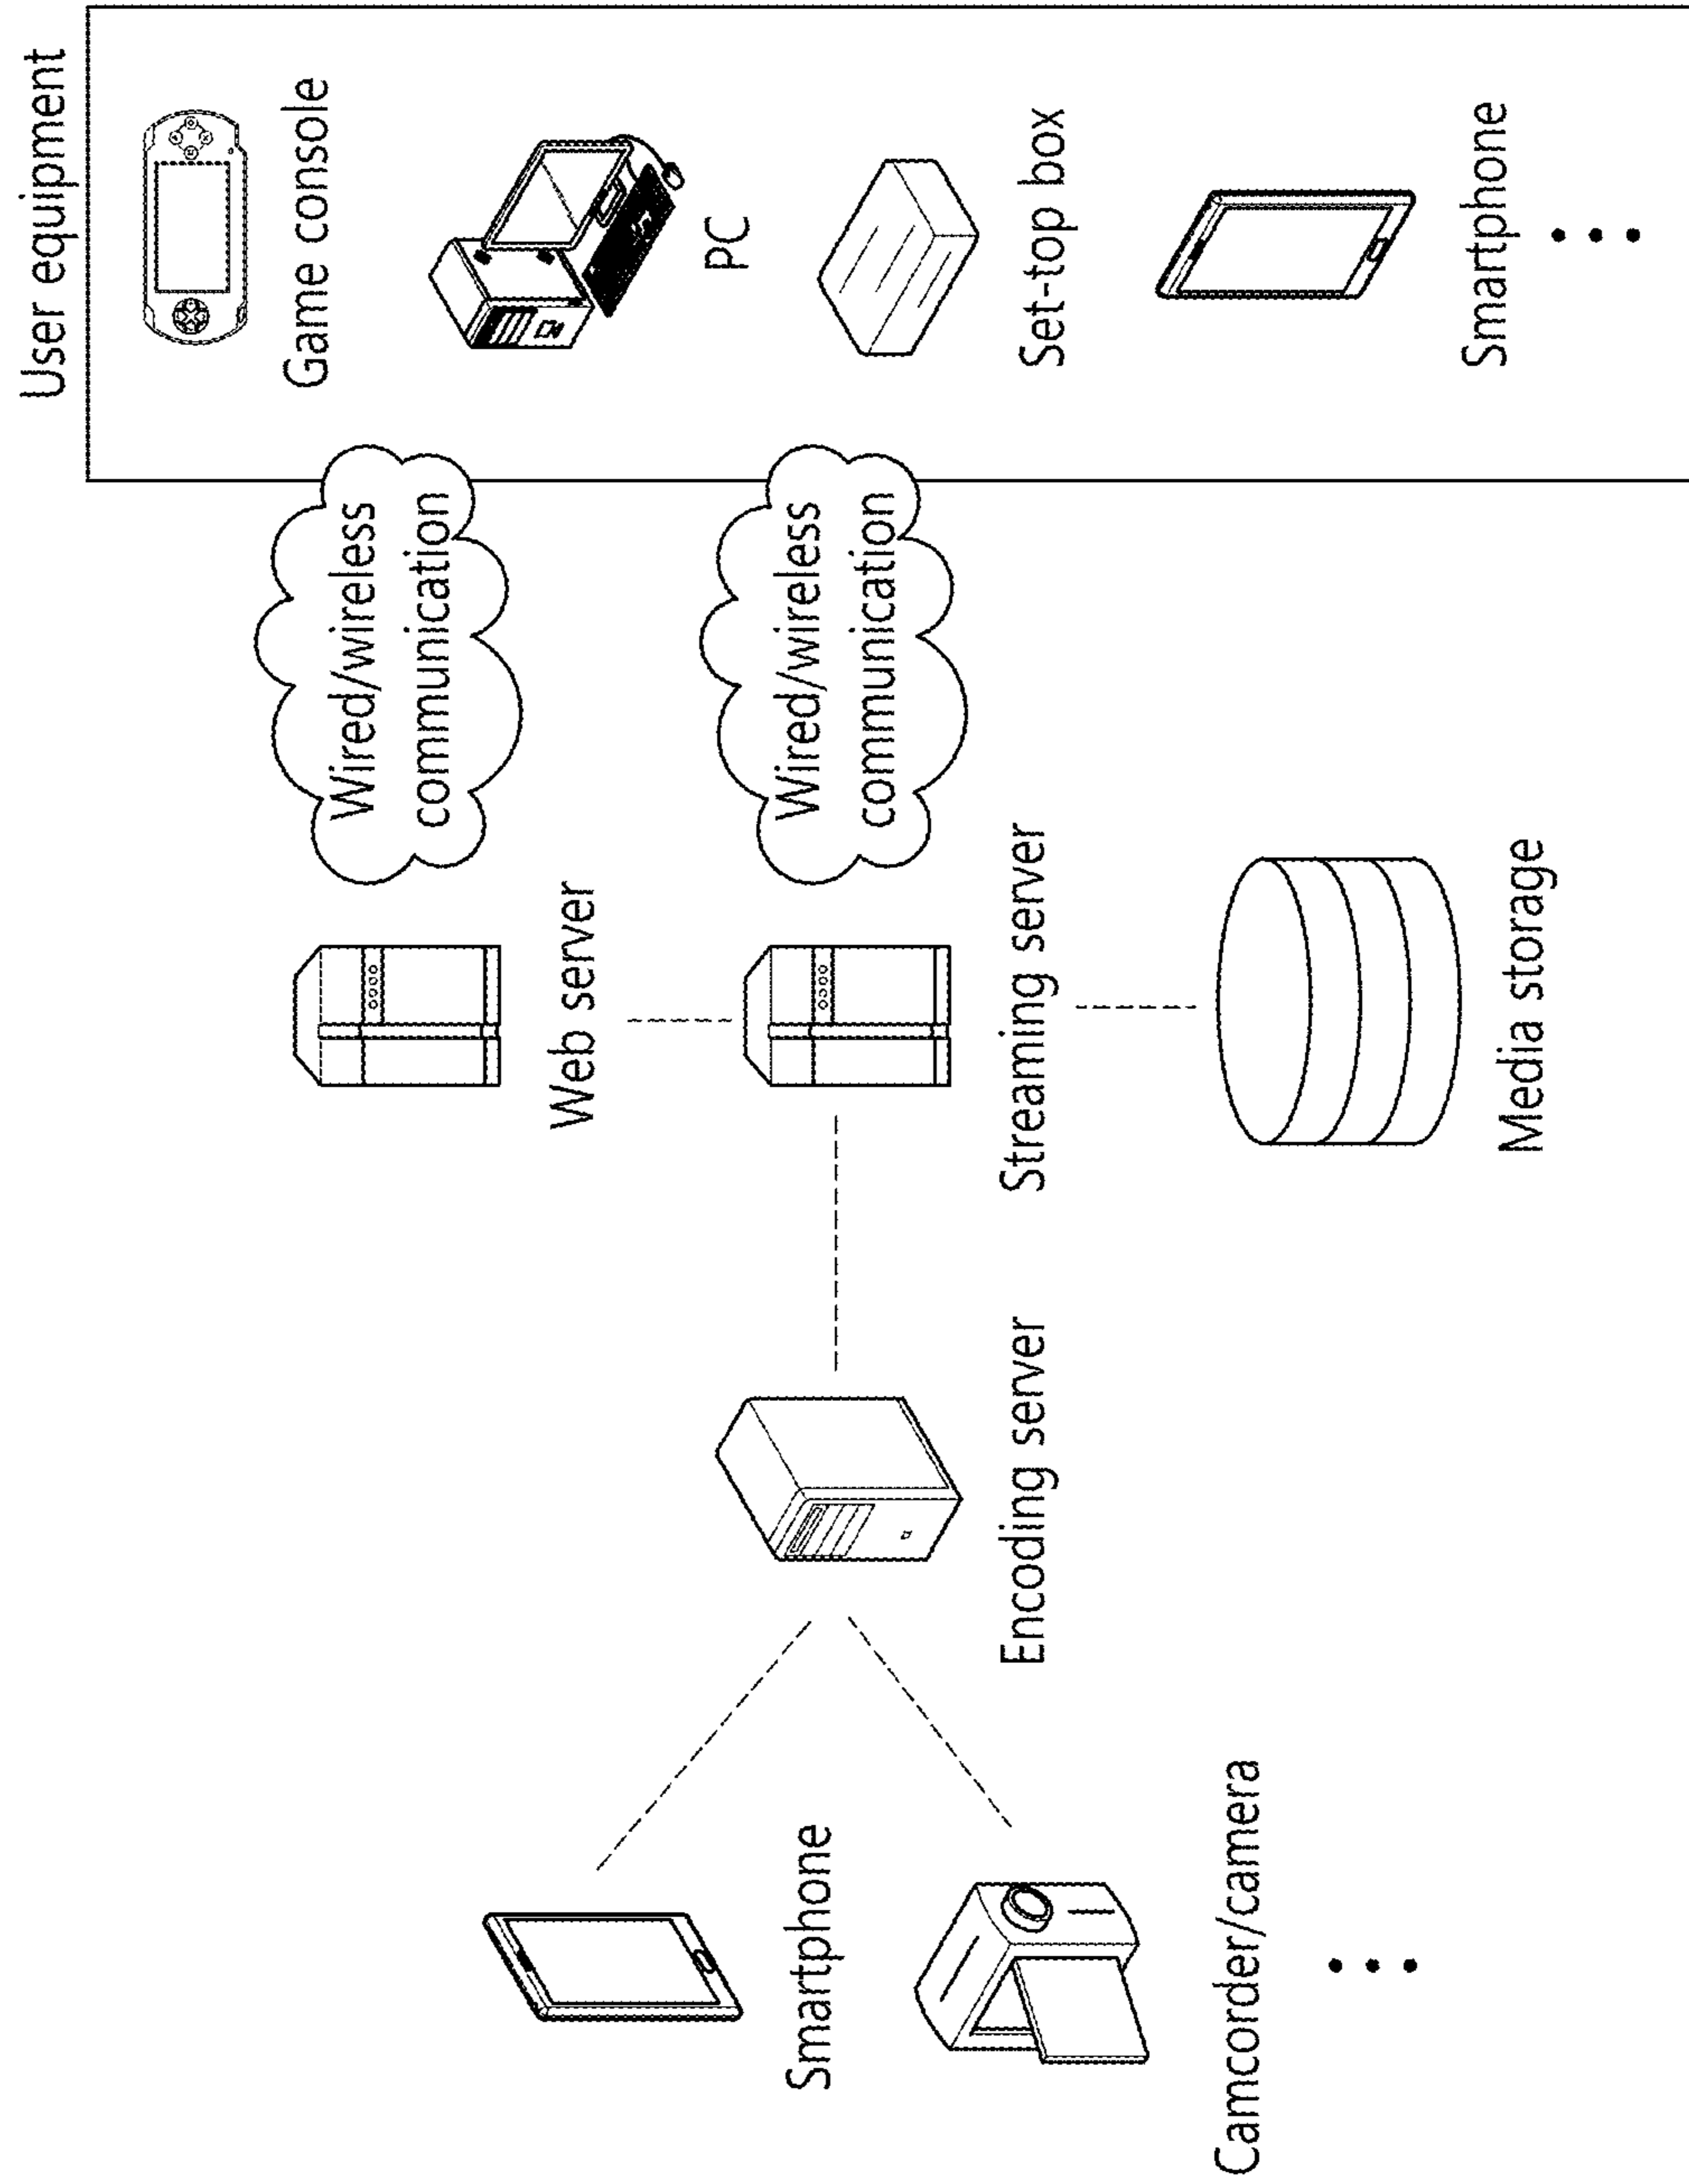 User equipment
Game console
PC
Set-top box
Smartphone
Wired/wireless
communication
Wired/wireless
communication
Web server
Streaming server
Media storage
Encoding server
Smartphone
Camcorder/camera